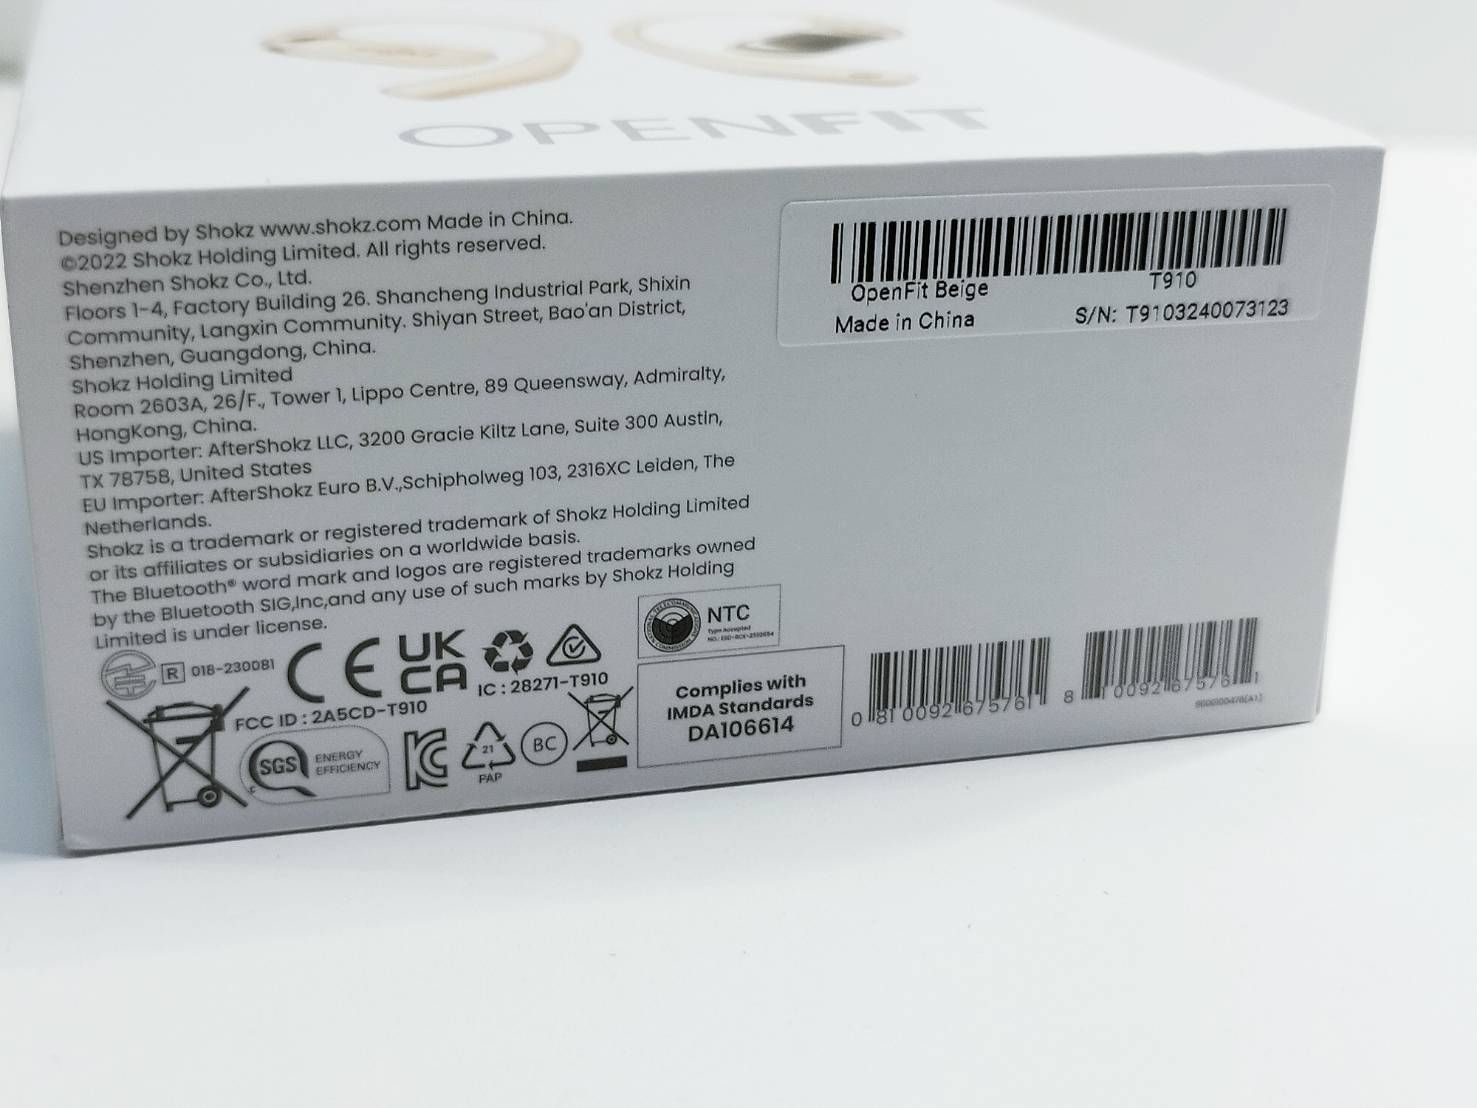 OPENFIT
Designed by Shokz www.shokz.com Made in China.
©2022 Shokz Holding Limited. All rights reserved.
Shenzhen Shokz Co., Ltd.
Floors 1-4, Factory Building 26. Shancheng Industrial Park, Shixin
Community, Langxin Community. Shiyan Street, Bao'an District,
Shenzhen, Guangdong, China.
Shokz Holding Limited
Room 2603A, 26/F., Tower 1, Lippo Centre, 89 Queensway, Admiralty,
HongKong, China.
US Importer: AfterShokz LLC, 3200 Gracie Kiltz Lane, Suite 300 Austin,
TX 78758, United States
EU Importer: AfterShokz Euro B.V.,Schipholweg 103, 2316XC Leiden, The
Netherlands.
Shokz is a trademark or registered trademark of Shokz Holding Limited
or its affiliates or subsidiaries on a worldwide basis.
The Bluetooth® word mark and logos are registered trademarks owned
by the Bluetooth SIG,Inc,and any use of such marks by Shokz Holding
Limited is under license.
R 018-230081
CE
UK
CA
IC : 28271-T910
FCC ID : 2A5CD-T910
SGS ENERGY
EFFICIENCY
21
PAP
BC
NTC
Type Accepted
Complies with
IMDA Standards
DA106614
OpenFit Beige T910
Made in China S/N: T9103240073123
0 810092 675761
8 10092 67576 1